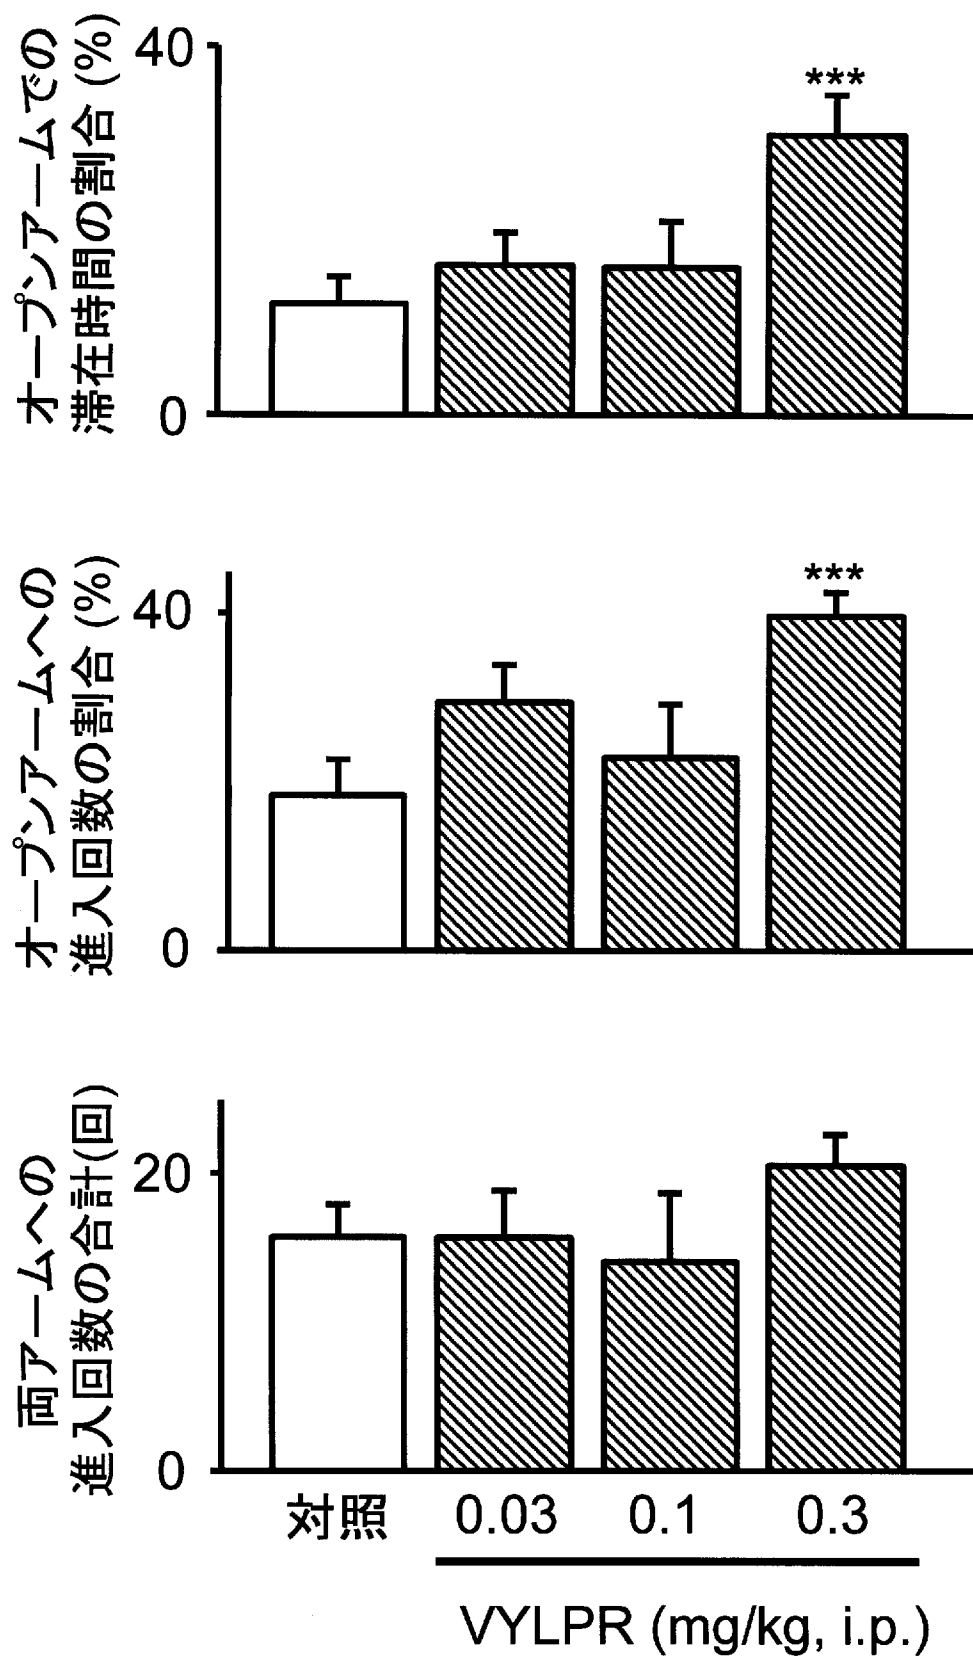 オープンアームでの
滞在時間の割合 (%)
40
0
***
オープンアームへの
進入回数の割合 (%)
40
0
***
両アームへの
進入回数の合計(回)
20
0
対照 0.03 0.1 0.3
VYLPR (mg/kg, i.p.)